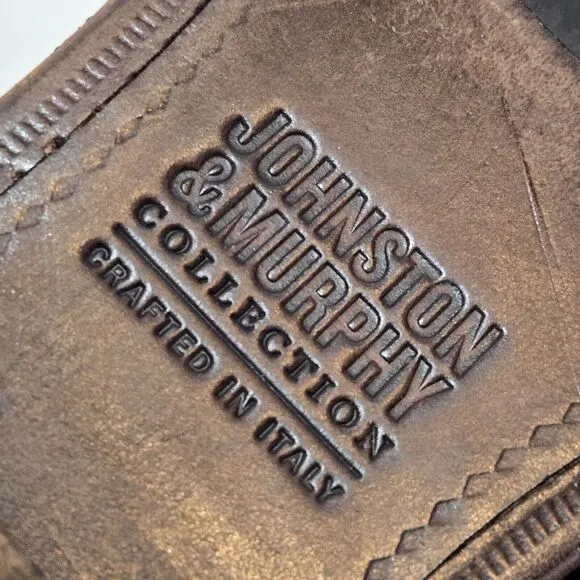 JOHNSTON
& MURPHY
COLLECTION
CRAFTED IN ITALY